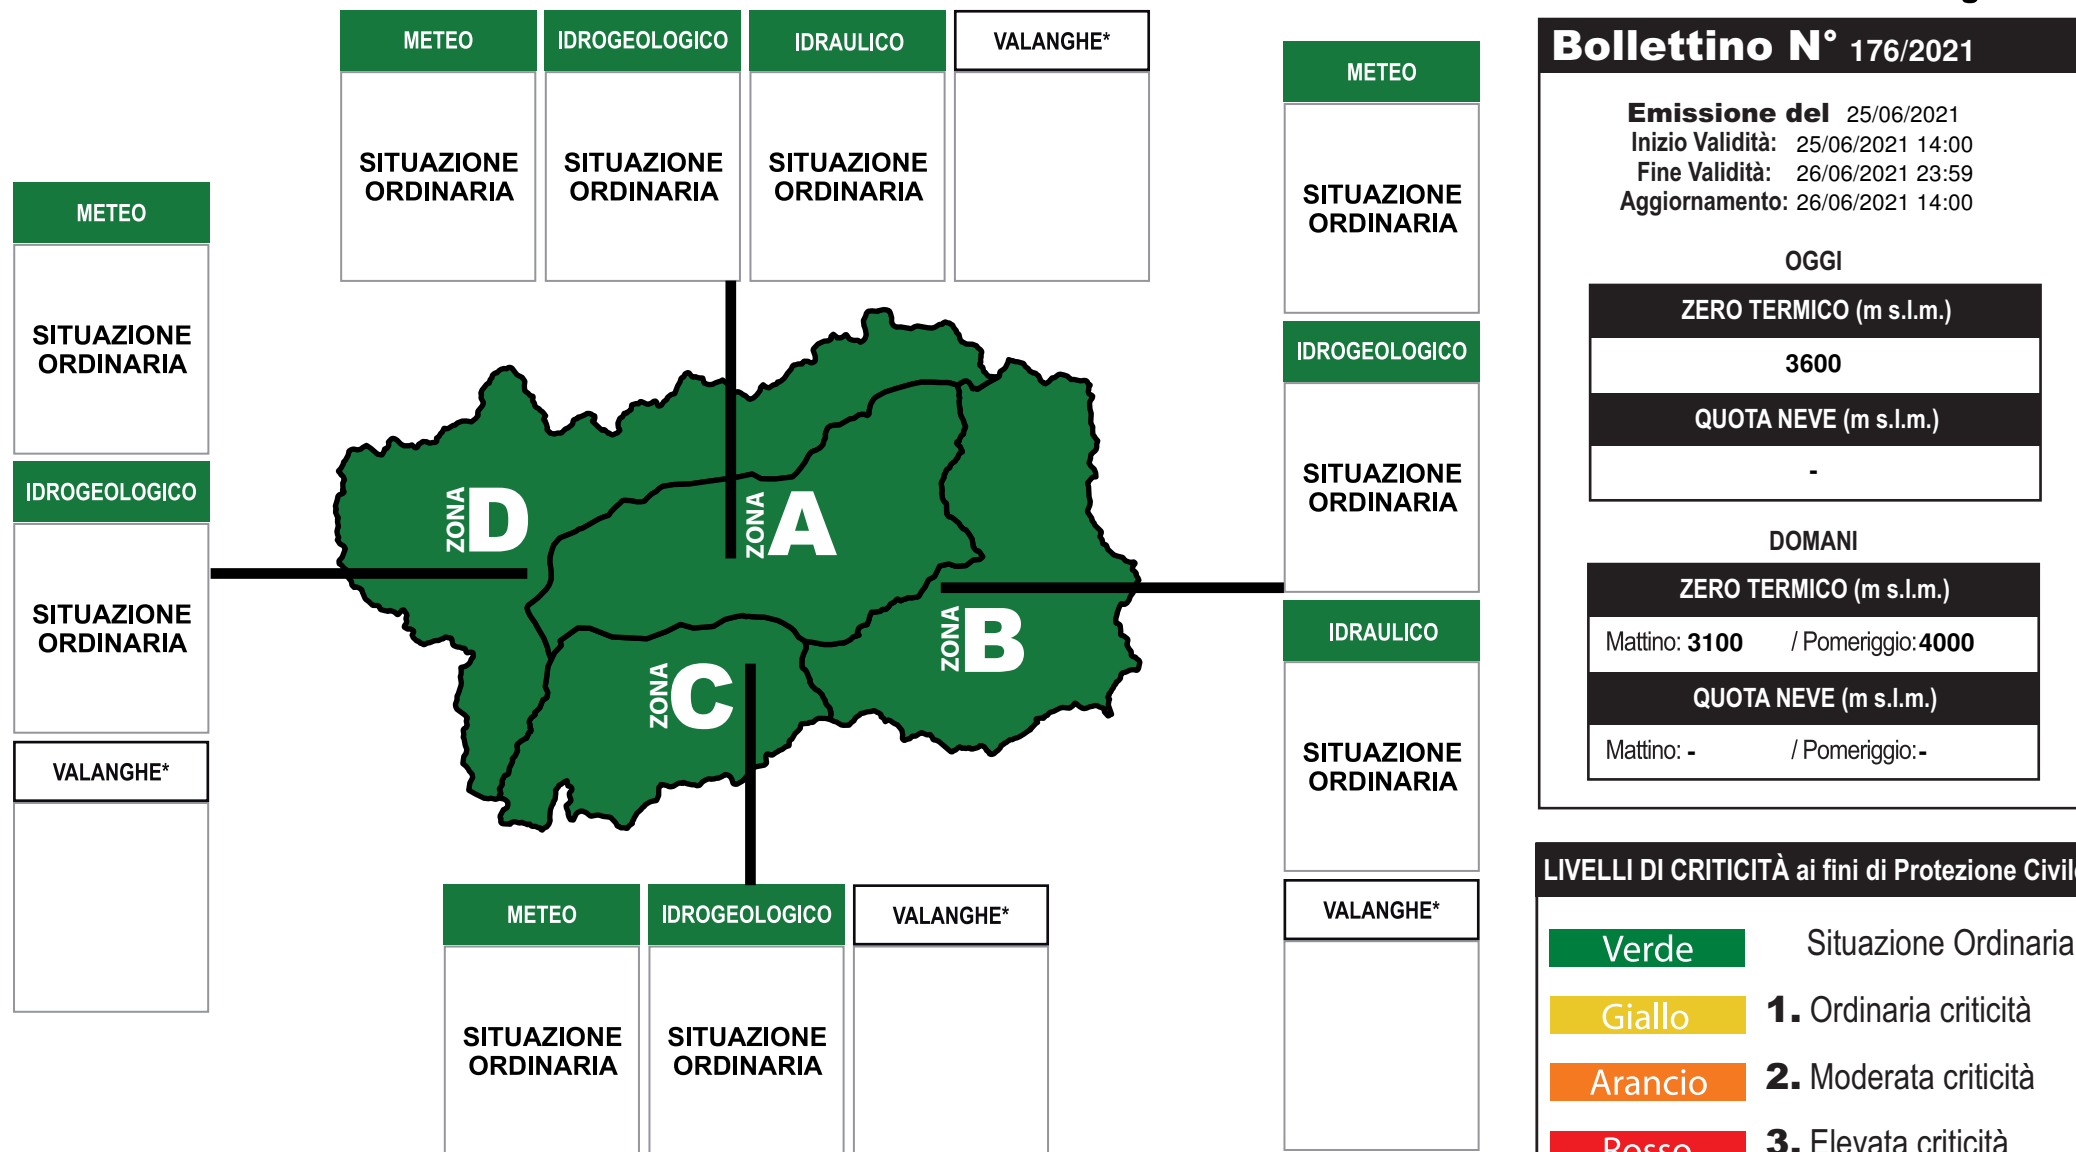 METEO IDROGEOLOGICO IDRAULICO VALANGHE*
SITUAZIONE ORDINARIA SITUAZIONE ORDINARIA SITUAZIONE ORDINARIA
METEO
SITUAZIONE
ORDINARIA
IDROGEOLOGICO
SITUAZIONE
ORDINARIA
VALANGHE*
ZONA D
ZONA A
ZONA B
ZONA C
METEO
SITUAZIONE
ORDINARIA
IDROGEOLOGICO
SITUAZIONE
ORDINARIA
IDRAULICO
SITUAZIONE
ORDINARIA
VALANGHE*
METEO IDROGEOLOGICO VALANGHE*
SITUAZIONE ORDINARIA SITUAZIONE ORDINARIA
Bollettino N° 176/2021
Emissione del 25/06/2021
Inizio Validità: 25/06/2021 14:00
Fine Validità: 26/06/2021 23:59
Aggiornamento: 26/06/2021 14:00
OGGI
ZERO TERMICO (m s.l.m.)
3600
QUOTA NEVE (m s.l.m.)
-
DOMANI
ZERO TERMICO (m s.l.m.)
Mattino: 3100 / Pomeriggio: 4000
QUOTA NEVE (m s.l.m.)
Mattino: - / Pomeriggio: -
LIVELLI DI CRITICITÀ ai fini di Protezione Civile
Verde Situazione Ordinaria
Giallo 1. Ordinaria criticità
Arancio 2. Moderata criticità
Rosso 3. Elevata criticità